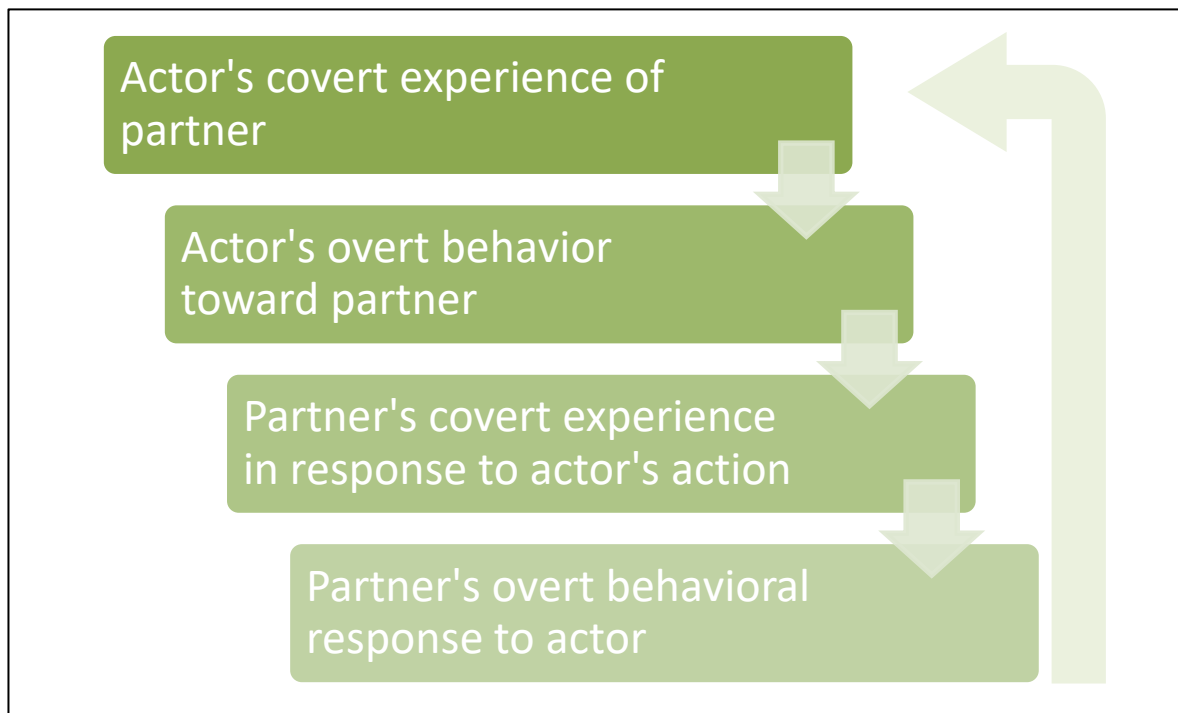 Actor's covert experience of
partner
Actor's overt behavior
toward partner
Partner's covert experience
in response to actor's action
Partner's overt behavioral
response to actor